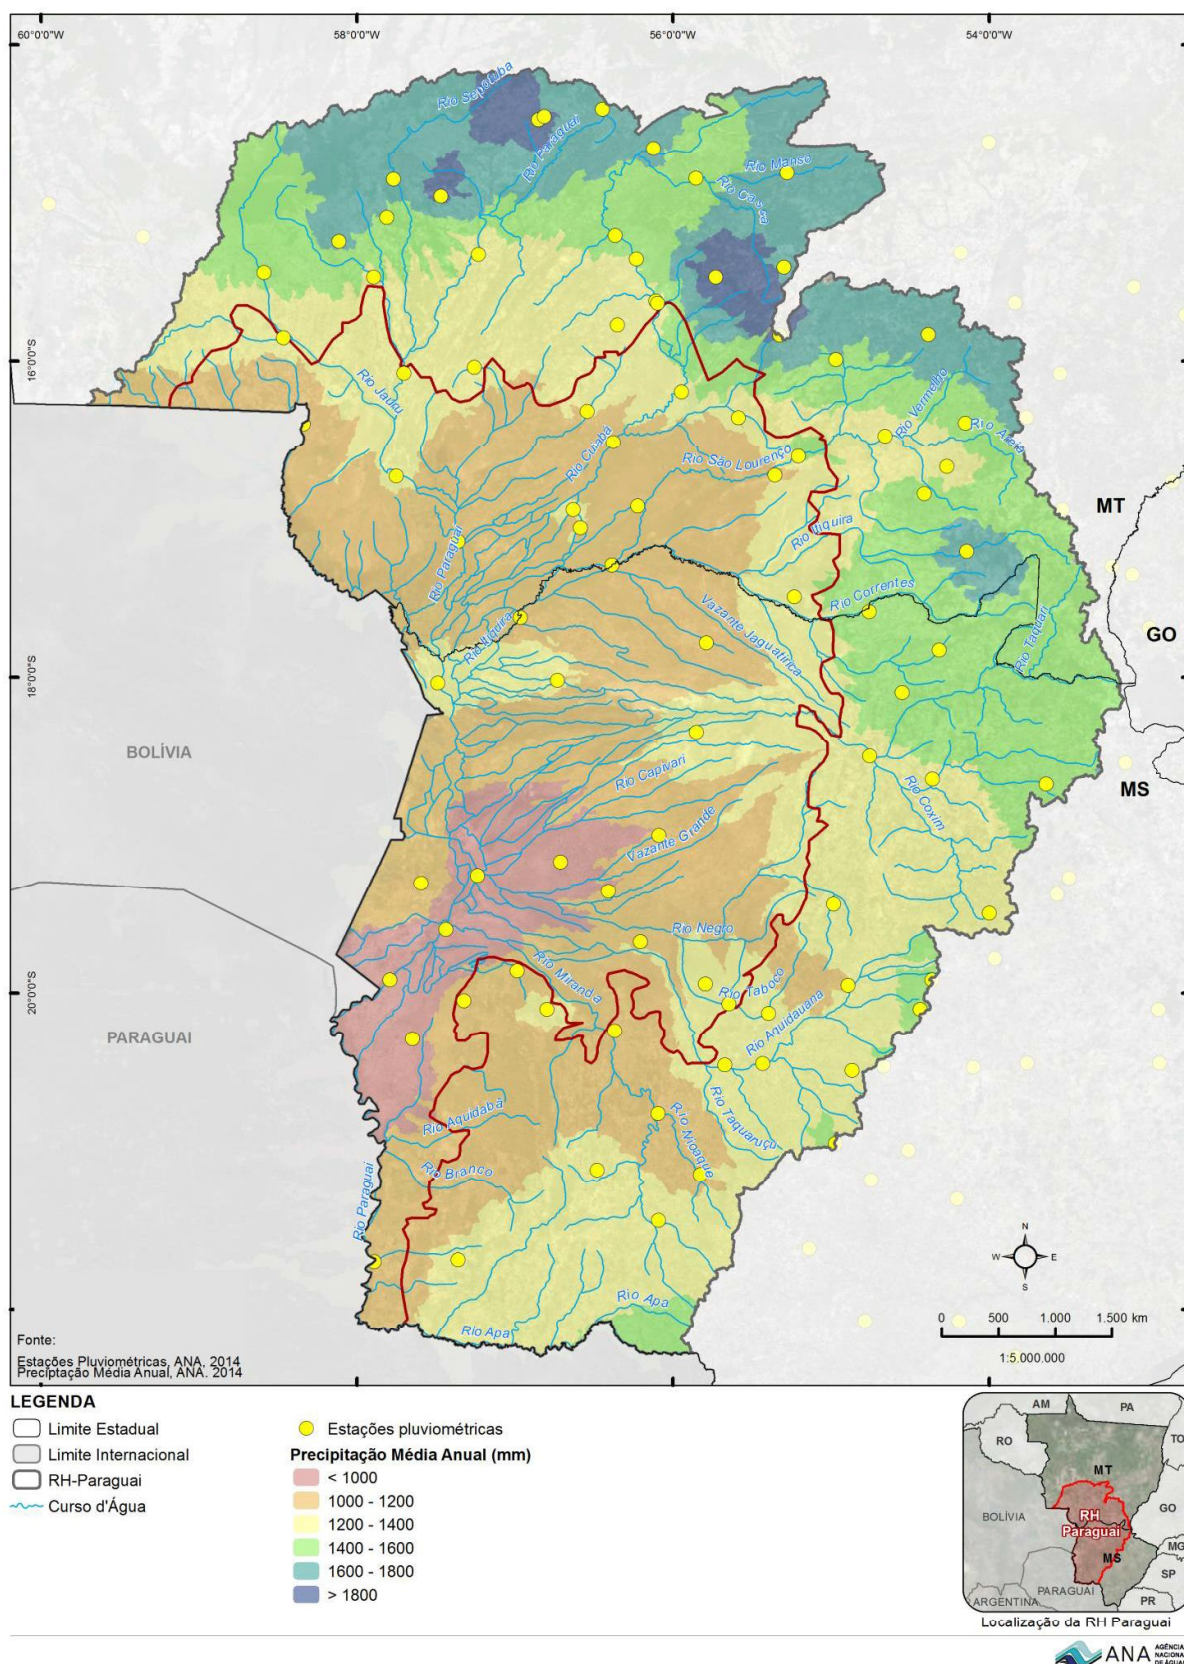 60°0'0"W
58°0'0"W
56°0'0"W
54°0'0"W
Rio Sepotuba
Rio Paraguai
Rio Manso
Rio Casca
16°0'0"S
Rio Jauru
Rio Vermelho
Rio Areia
Rio Cuiabá
Rio São Lourenço
MT
Rio Itiquira
Rio Paraguai
Rio Correntes
Vazante Jaguatirica
Rio Itiquira
Rio Taquari
GO
18°0'0"S
BOLÍVIA
Rio Capivari
Rio Coxim
MS
Vazante Grande
Rio Negro
20°0'0"S
Rio Miranda
Rio Taboco
Rio Aquidauana
PARAGUAI
Rio Aquidabã
Rio Taquaruçu
Rio Nioaque
Rio Branco
Rio Paraguai
N
W
E
S
Rio Apa
Rio Apa
0 500 1.000 1.500 km
1:5.000.000
Fonte:
Estações Pluviométricas, ANA, 2014
Precipitação Média Anual, ANA. 2014
LEGENDA
Limite Estadual
Limite Internacional
RH-Paraguai
Curso d'Água
Estações pluviométricas
Precipitação Média Anual (mm)
< 1000
1000 - 1200
1200 - 1400
1400 - 1600
1600 - 1800
> 1800
AM
PA
RO
TO
MT
BOLÍVIA
GO
RH
Paraguai
MG
MS
SP
PARAGUAI
ARGENTINA
PR
Localização da RH Paraguai
ANA
AGÊNCIA
NACIONAL
DE ÁGUAS